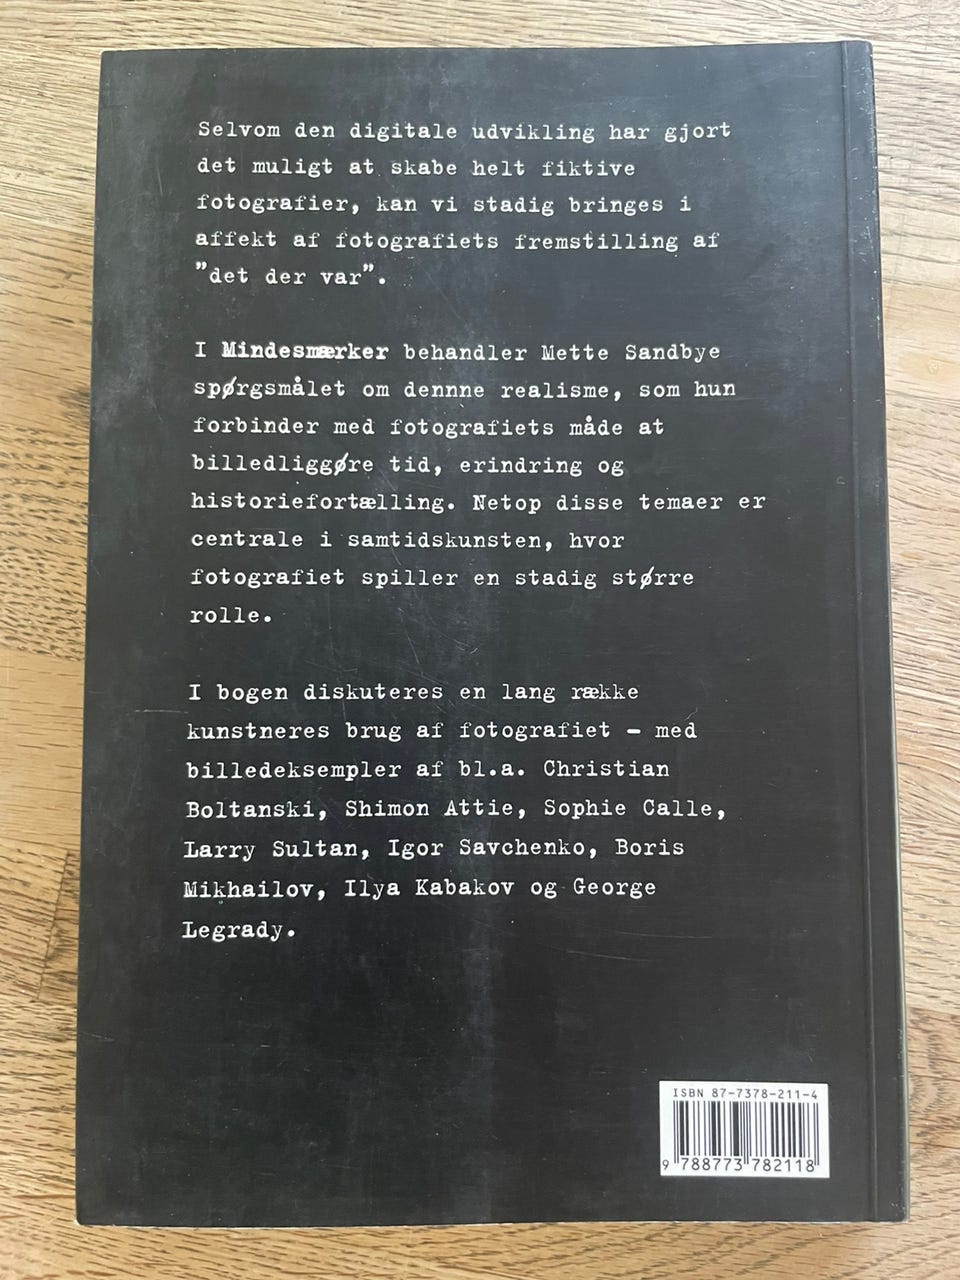 Selvom den digitale udvikling har gjort
det muligt at skabe helt fiktive
fotografier, kan vi stadig bringes i
affekt af fotografiets fremstilling af
”det der var”.
I Mindesmærker behandler Mette Sandbye
spørgsmålet om dennne realisme, som hun
forbinder med fotografiets måde at
billedliggøre tid, erindring og
historiefortælling. Netop disse temaer er
centrale i samtidskunsten, hvor
fotografiet spiller en stadig større
rolle.
I bogen diskuteres en lang række
kunstneres brug af fotografiet – med
billedeksempler af bl.a. Christian
Boltanski, Shimon Attie, Sophie Calle,
Larry Sultan, Igor Savchenko, Boris
Mikhailov, Ilya Kabakov og George
Legrady.
ISBN 87-7378-211-4
9 788773 782118